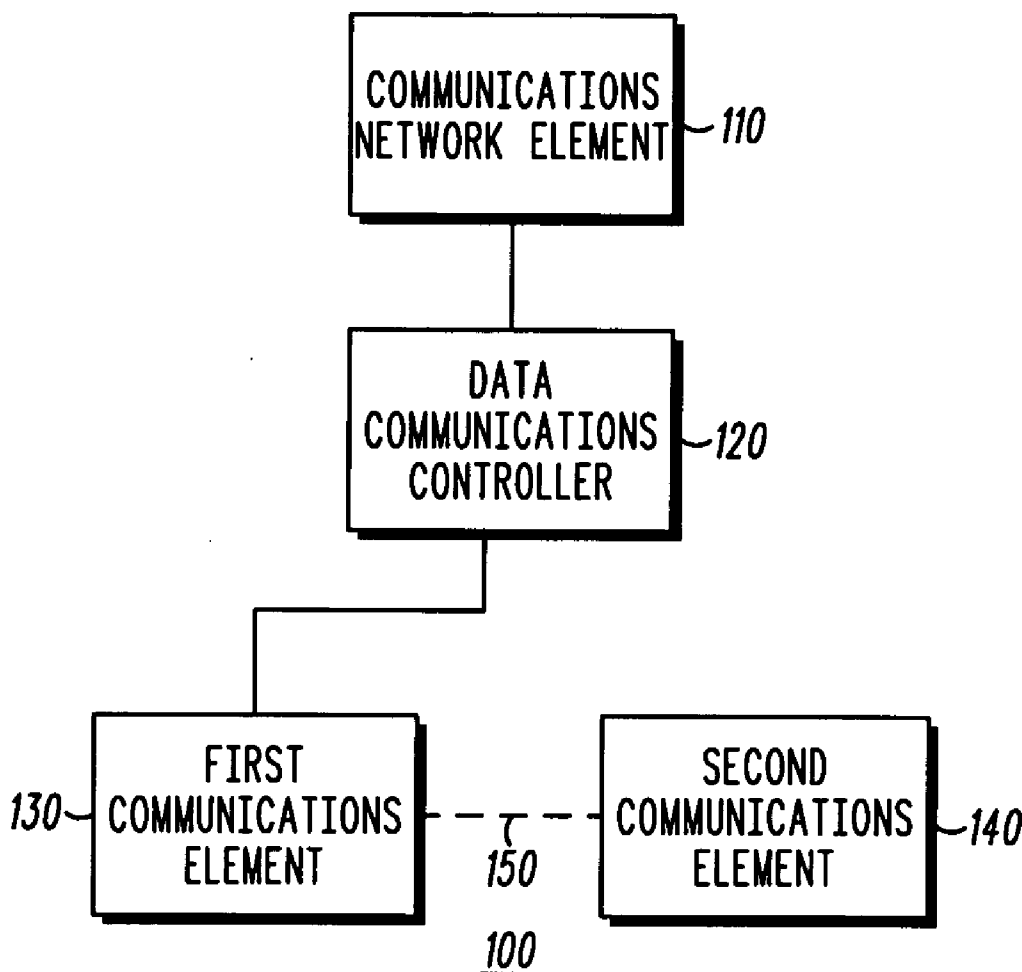 COMMUNICATIONS
NETWORK ELEMENT
110
DATA
COMMUNICATIONS
CONTROLLER
120
FIRST
COMMUNICATIONS
ELEMENT
130
150
SECOND
COMMUNICATIONS
ELEMENT
140
100